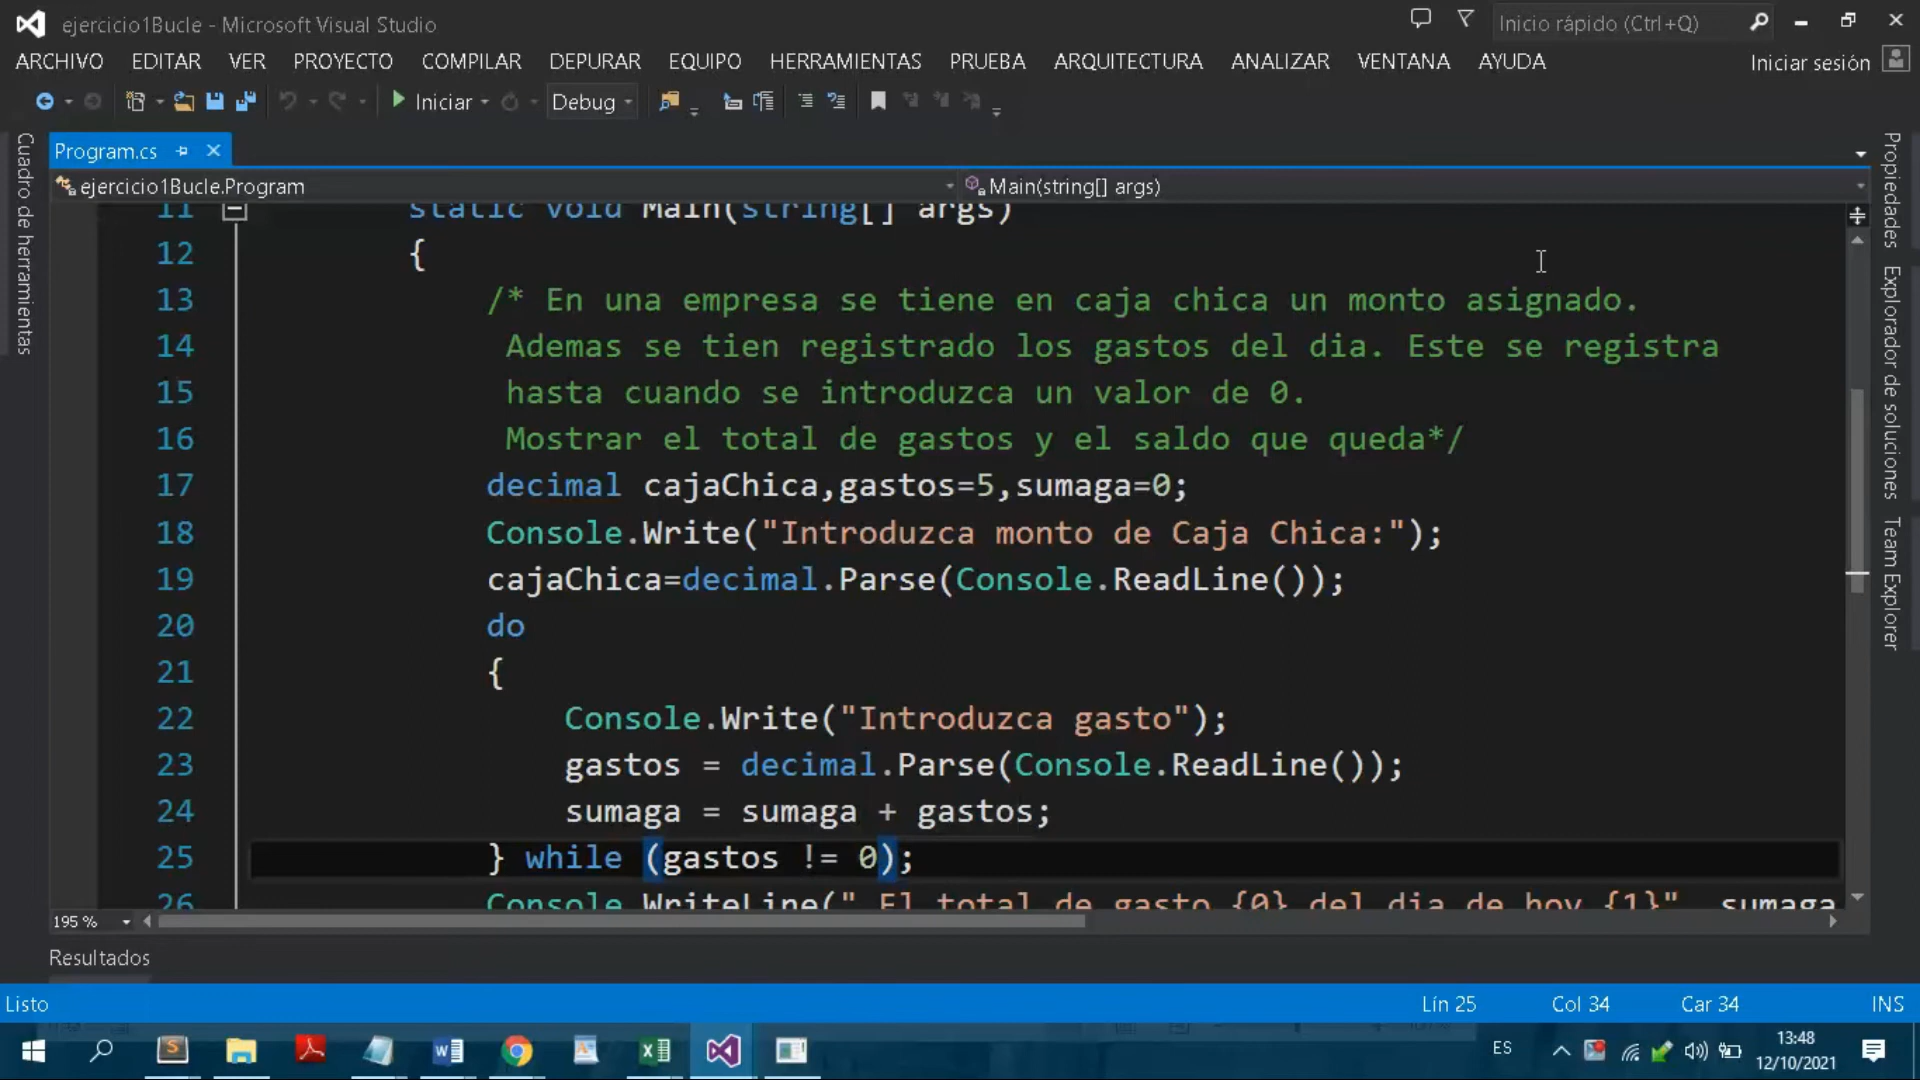 ejercicio1Bucle - Microsoft Visual Studio
Inicio rápido (Ctrl+Q)
ARCHIVO EDITAR VER PROYECTO COMPILAR DEPURAR EQUIPO HERRAMIENTAS PRUEBA ARQUITECTURA ANALIZAR VENTANA AYUDA
Iniciar sesión
Iniciar Debug
Cuadro de herramientas
Program.cs
ejercicio1Bucle.Program
Main(string[] args)
11 static void Main(string[] args)
12 {
13 /* En una empresa se tiene en caja chica un monto asignado.
14 Ademas se tien registrado los gastos del dia. Este se registra
15 hasta cuando se introduzca un valor de 0.
16 Mostrar el total de gastos y el saldo que queda*/
17 decimal cajaChica,gastos=5,sumaga=0;
18 Console.Write("Introduzca monto de Caja Chica:");
19 cajaChica=decimal.Parse(Console.ReadLine());
20 do
21 {
22 Console.Write("Introduzca gasto");
23 gastos = decimal.Parse(Console.ReadLine());
24 sumaga = sumaga + gastos;
25 } while (gastos != 0);
26 Console.WriteLine(" El total de gasto {0} del dia de hoy {1}", sumaga
Propiedades
Explorador de soluciones
Team Explorer
195 %
Resultados
Listo
Lín 25 Col 34 Car 34 INS
ES
13:48
12/10/2021